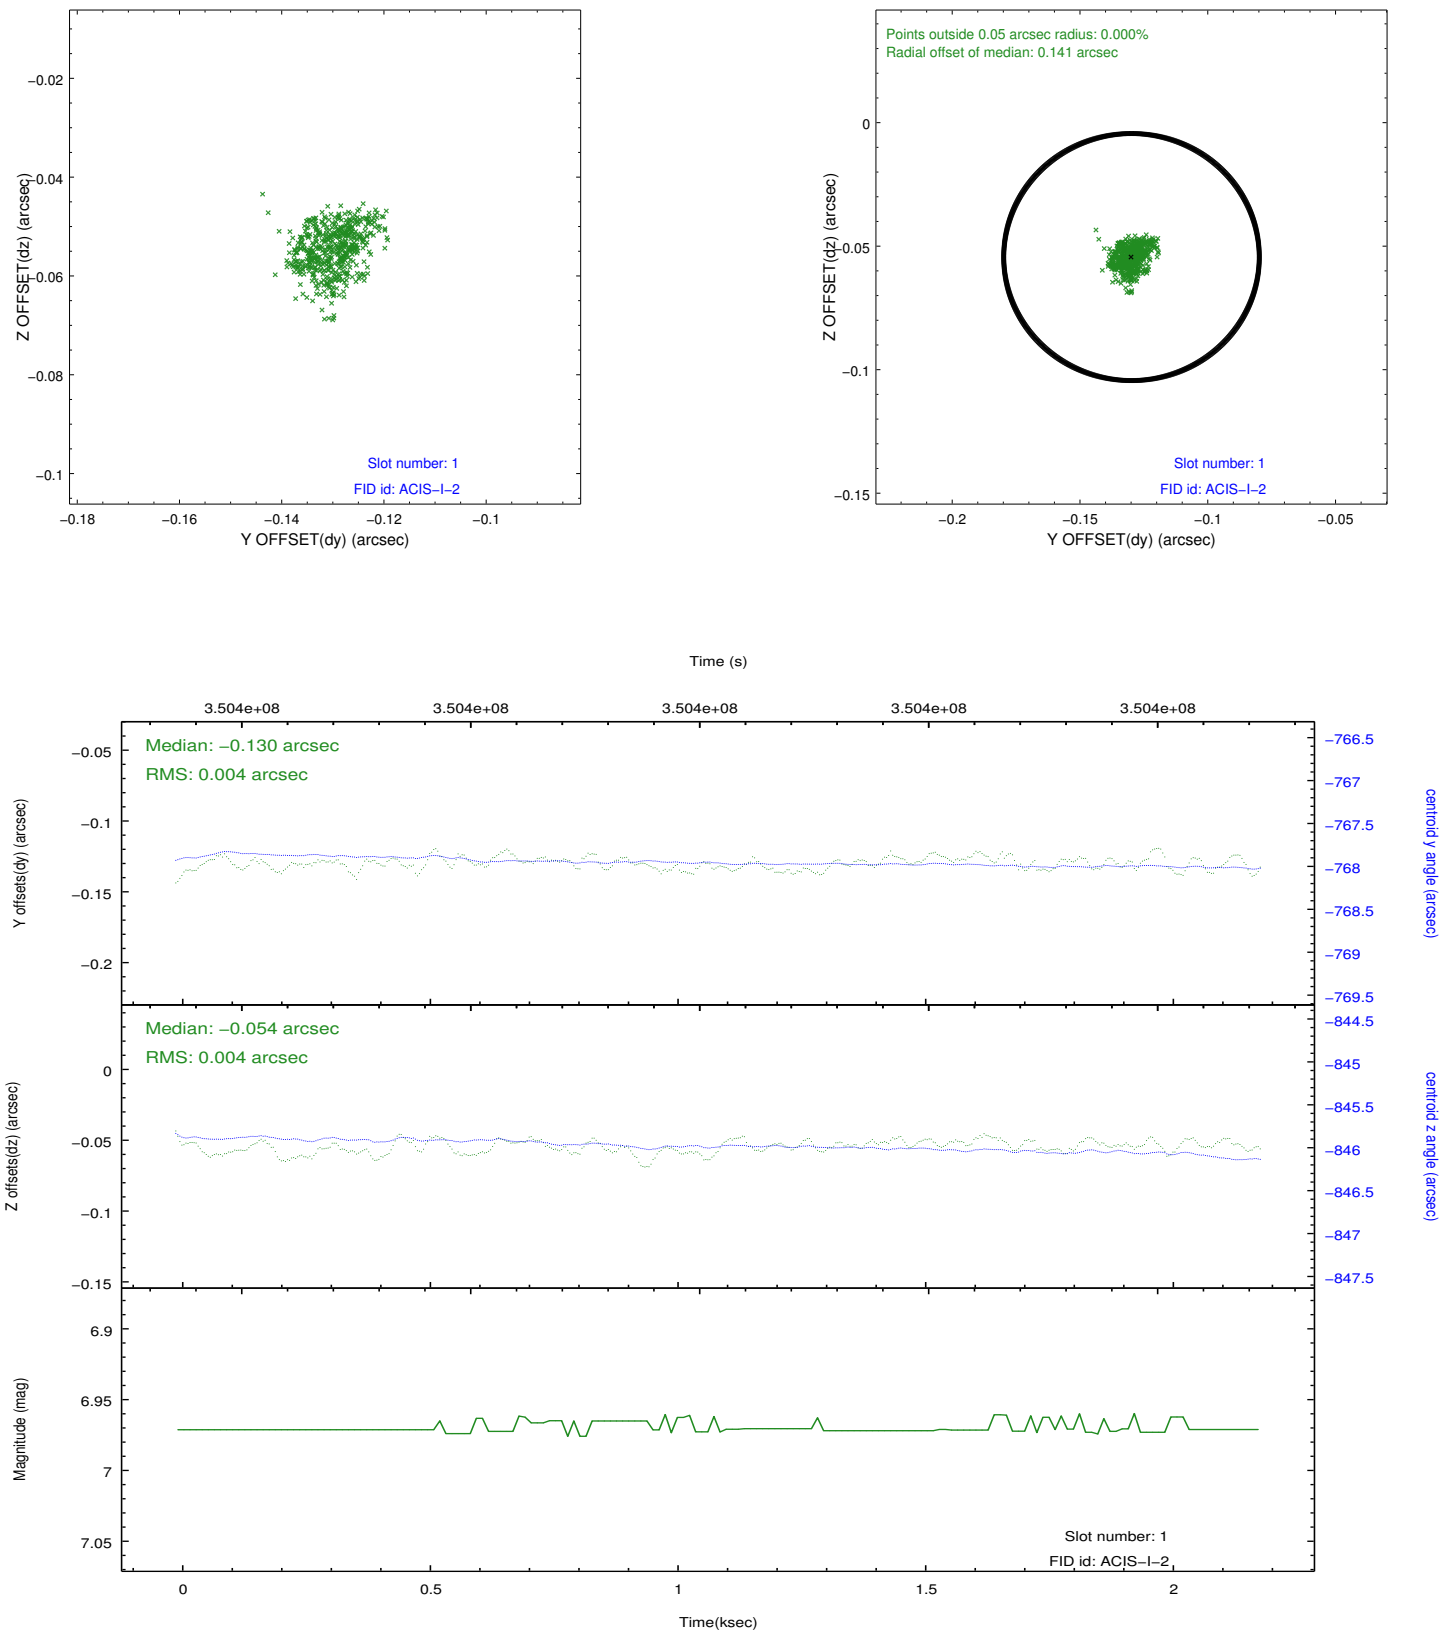 −0.02
−0.04
−0.06
−0.08
−0.1
Z OFFSET(dz) (arcsec)
Slot number: 1
FID id: ACIS−I−2
−0.18
−0.16
−0.14
−0.12
−0.1
Y OFFSET(dy) (arcsec)
Points outside 0.05 arcsec radius: 0.000%
Radial offset of median: 0.141 arcsec
0
−0.05
−0.1
−0.15
Z OFFSET(dz) (arcsec)
Slot number: 1
FID id: ACIS−I−2
−0.2
−0.15
−0.1
−0.05
Y OFFSET(dy) (arcsec)
Time (s)
3.504e+08
3.504e+08
3.504e+08
3.504e+08
3.504e+08
Median: −0.130 arcsec
RMS: 0.004 arcsec
−0.05
−0.1
−0.15
−0.2
Y offsets(dy) (arcsec)
−766.5
−767
−767.5
−768
−768.5
−769
−769.5
centroid y angle (arcsec)
Median: −0.054 arcsec
RMS: 0.004 arcsec
0
−0.05
−0.1
−0.15
Z offsets(dz) (arcsec)
−844.5
−845
−845.5
−846
−846.5
−847
−847.5
centroid z angle (arcsec)
6.9
6.95
7
7.05
Magnitude (mag)
Slot number: 1
FID id: ACIS−I−2
0
0.5
1
1.5
2
Time(ksec)